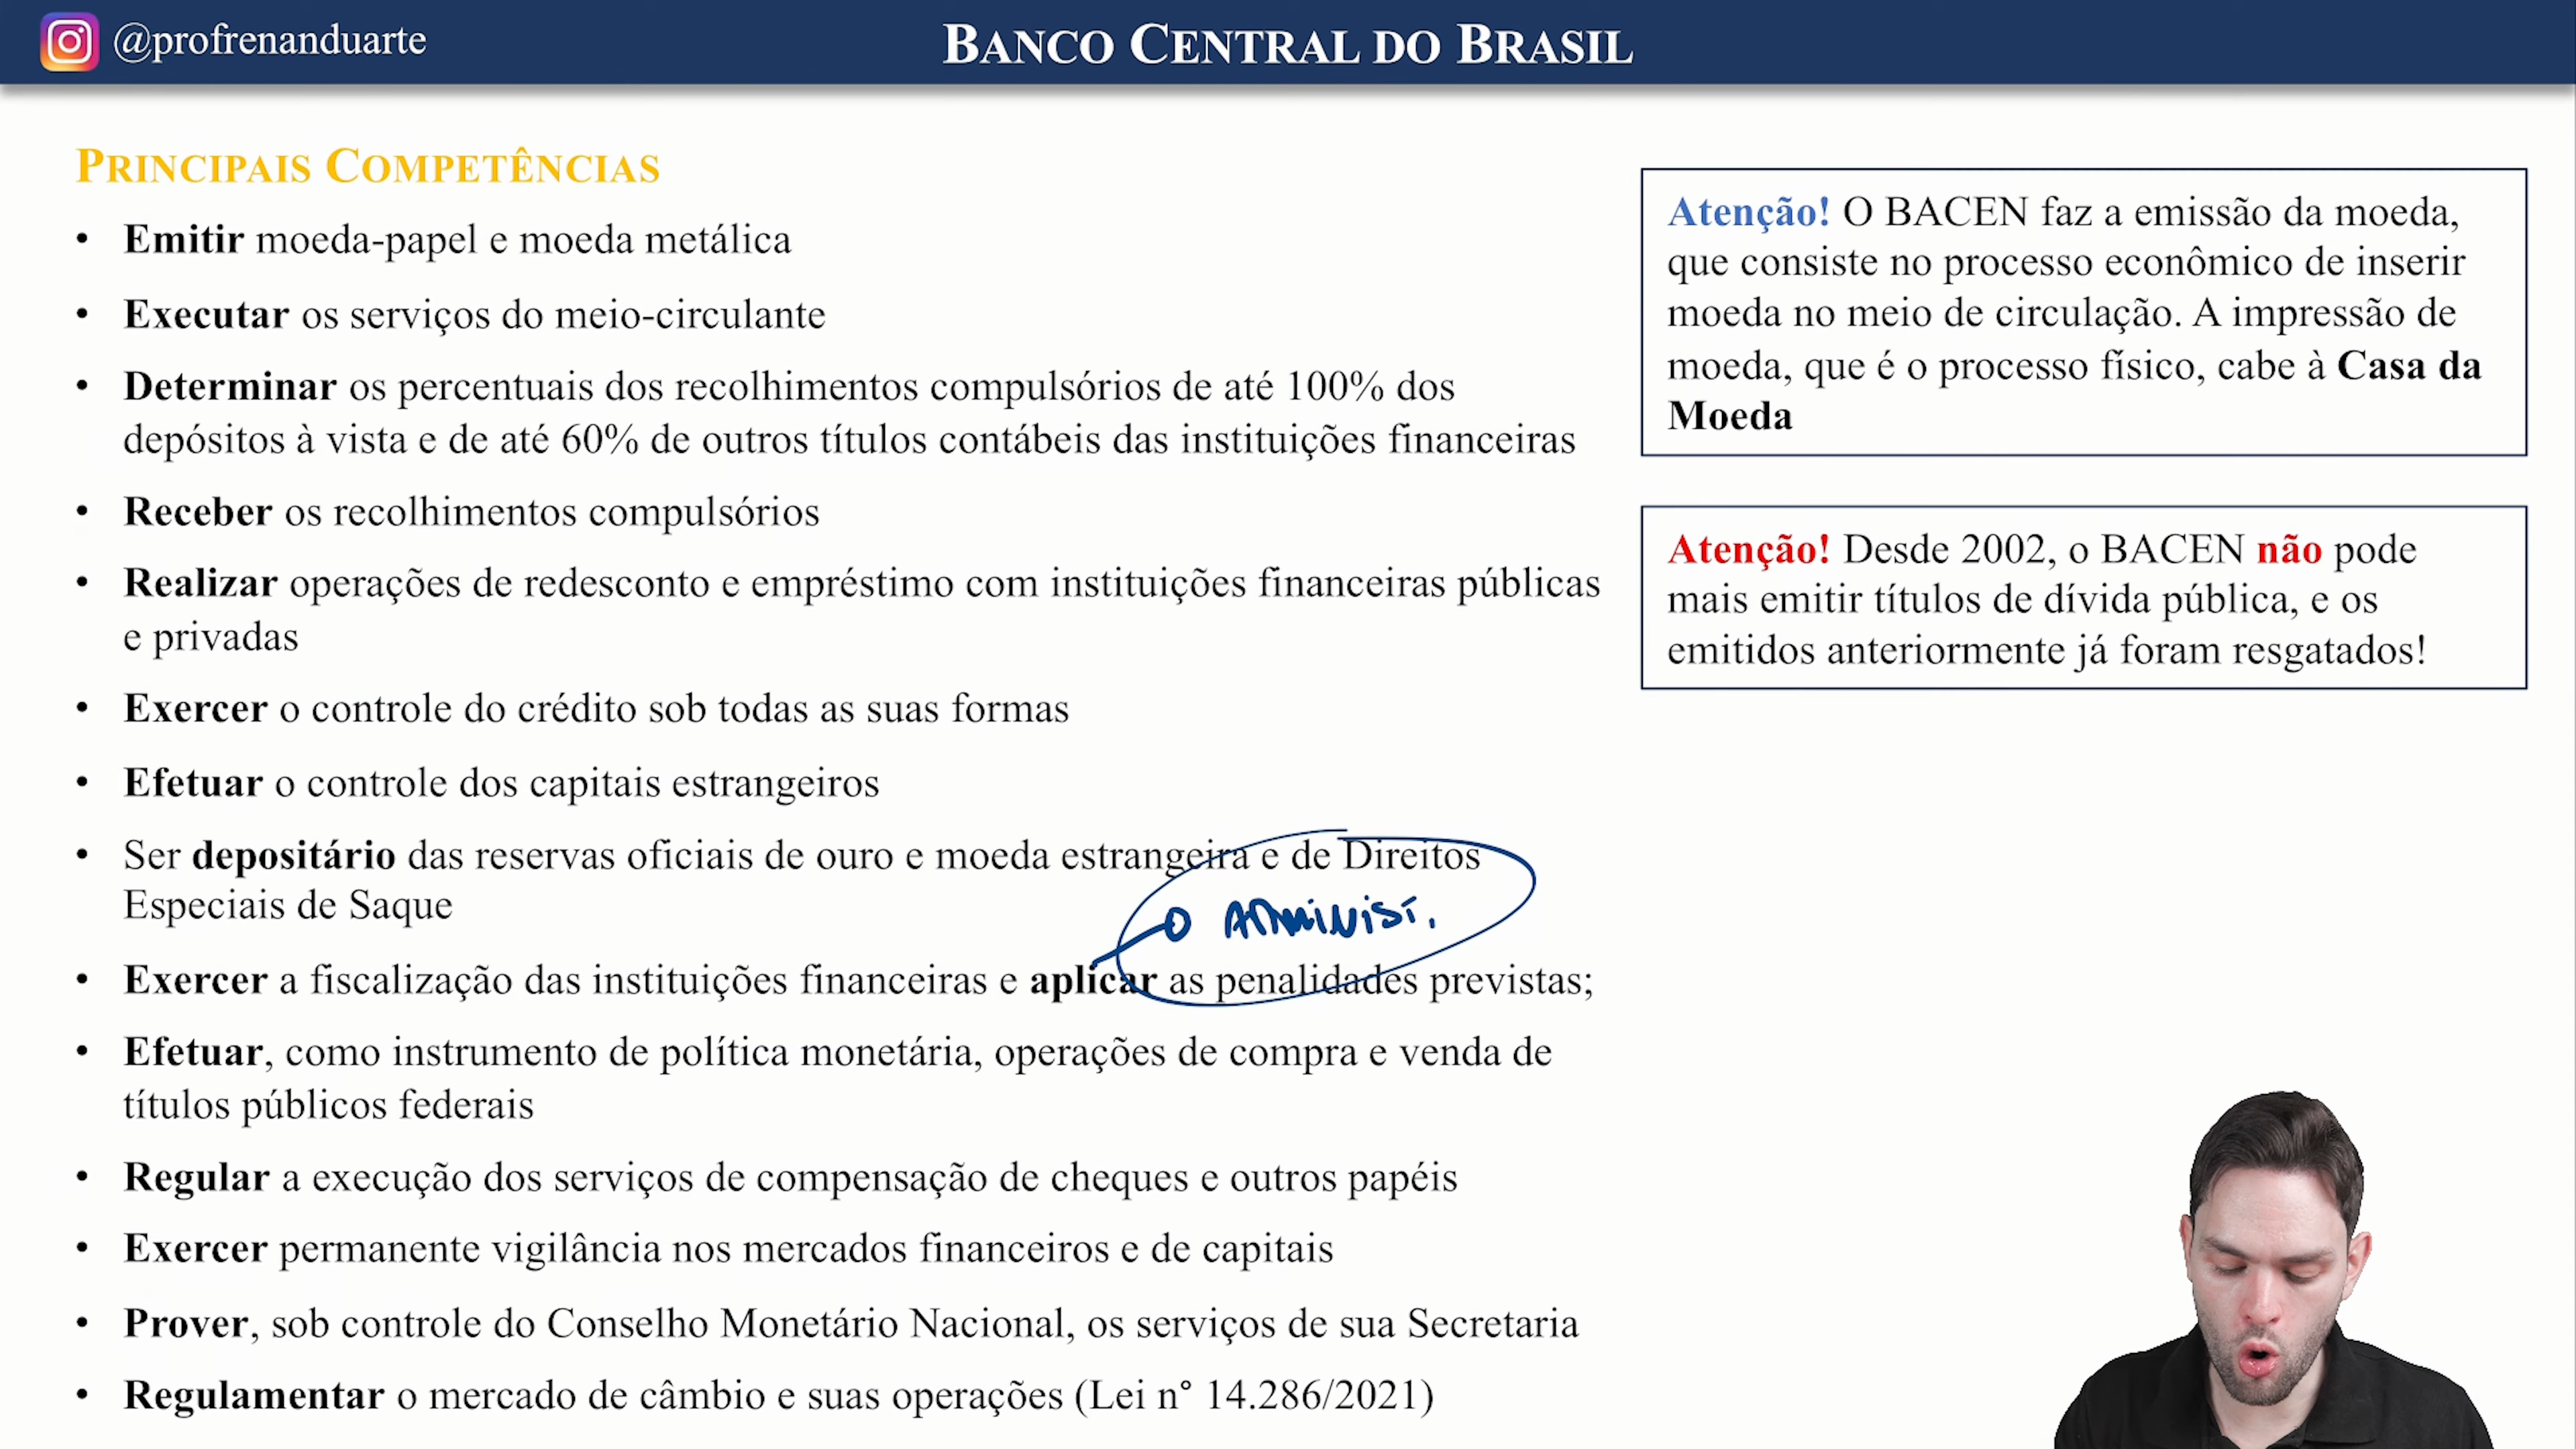 @profrenanduarte
BANCO CENTRAL DO BRASIL
PRINCIPAIS COMPETÊNCIAS
• Emitir moeda-papel e moeda metálica
• Executar os serviços do meio-circulante
• Determinar os percentuais dos recolhimentos compulsórios de até 100% dos
depósitos à vista e de até 60% de outros títulos contábeis das instituições financeiras
• Receber os recolhimentos compulsórios
• Realizar operações de redesconto e empréstimo com instituições financeiras públicas
e privadas
• Exercer o controle do crédito sob todas as suas formas
• Efetuar o controle dos capitais estrangeiros
• Ser depositário das reservas oficiais de ouro e moeda estrangeira e de Direitos
Especiais de Saque
ADMINIST.
• Exercer a fiscalização das instituições financeiras e aplicar as penalidades previstas;
• Efetuar, como instrumento de política monetária, operações de compra e venda de
títulos públicos federais
• Regular a execução dos serviços de compensação de cheques e outros papéis
• Exercer permanente vigilância nos mercados financeiros e de capitais
• Prover, sob controle do Conselho Monetário Nacional, os serviços de sua Secretaria
• Regulamentar o mercado de câmbio e suas operações (Lei n° 14.286/2021)
Atenção! O BACEN faz a emissão da moeda,
que consiste no processo econômico de inserir
moeda no meio de circulação. A impressão de
moeda, que é o processo físico, cabe à Casa da
Moeda
Atenção! Desde 2002, o BACEN não pode
mais emitir títulos de dívida pública, e os
emitidos anteriormente já foram resgatados!